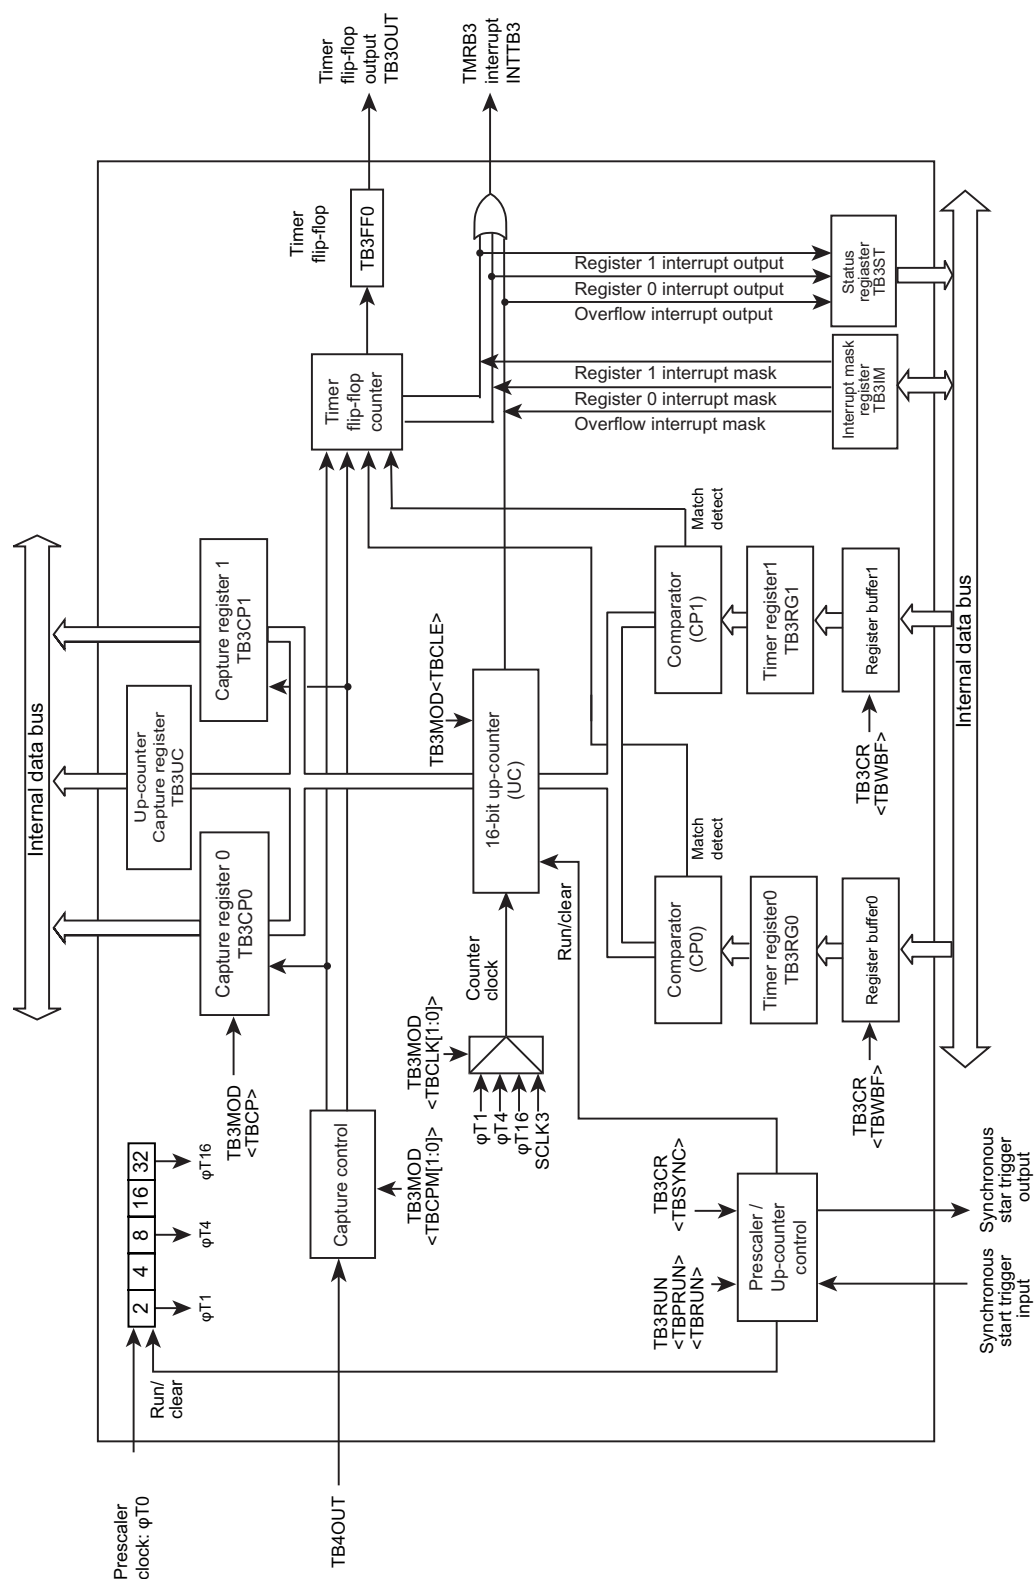 Internal data bus
Prescaler
clock: φT0
2
4
8
16
32
Run/
clear
φT1
φT4
φT16
TB3MOD
<TBCP>
Capture register 0
TB3CP0
Up-counter
Capture register
TB3UC
Capture register 1
TB3CP1
TB4OUT
Capture control
TB3MOD
<TBCPM[1:0]>
Timer
flip-flop
counter
Timer
flip-flop
TB3FF0
Timer
flip-flop
output
TB3OUT
TB3MOD
<TBCLK[1:0]>
φT1
φT4
φT16
SCLK3
Counter
clock
TB3MOD<TBCLE>
16-bit up-counter
(UC)
Run/clear
TMRB3
interrupt
INTTB3
Register 1 interrupt output
Register 0 interrupt output
Overflow interrupt output
Register 1 interrupt mask
Register 0 interrupt mask
Overflow interrupt mask
Status
regiaster
TB3ST
Interrupt mask
register
TB3IM
TB3RUN
<TBPRUN>
<TBRUN>
TB3CR
<TBSYNC>
Prescaler /
Up-counter
control
Match
detect
Match
detect
Comparator
(CP0)
Comparator
(CP1)
Timer register0
TB3RG0
Timer register1
TB3RG1
Register buffer0
Register buffer1
TB3CR
<TBWBF>
TB3CR
<TBWBF>
Internal data bus
Synchronous
start trigger
input
Synchronous
star trigger
output